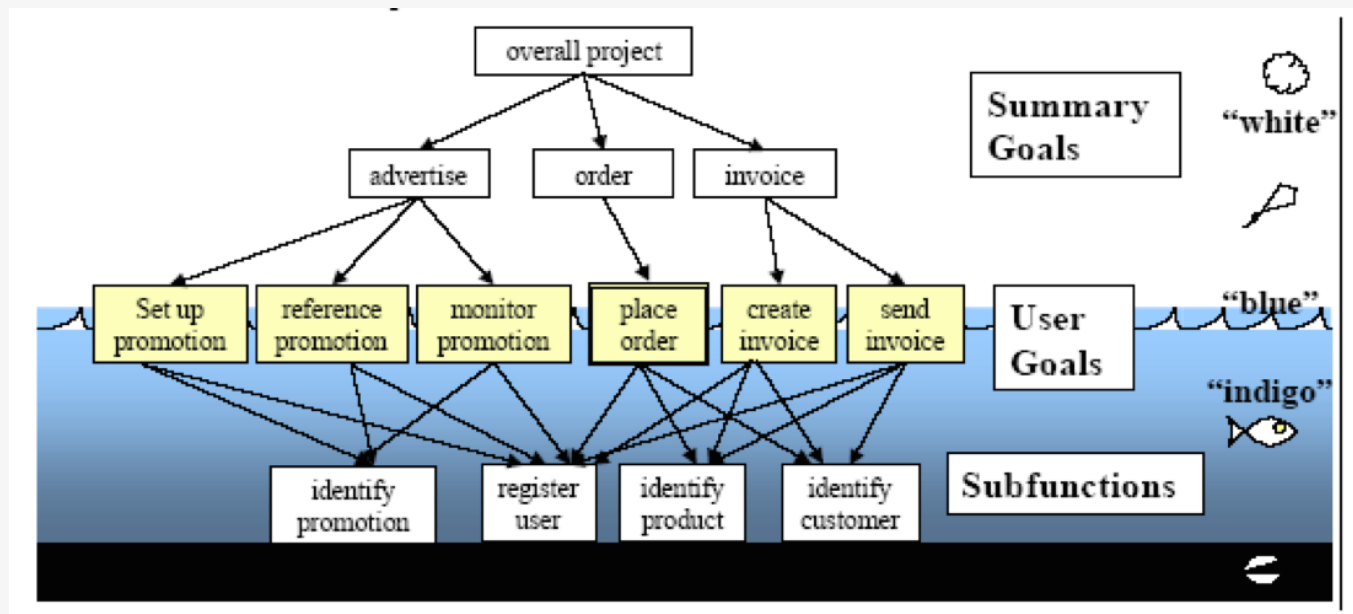 overall project
Summary
Goals
“white”
advertise
order
invoice
Set up
promotion
reference
promotion
monitor
promotion
place
order
create
invoice
send
invoice
User
Goals
“blue”
“indigo”
identify
promotion
register
user
identify
product
identify
customer
Subfunctions